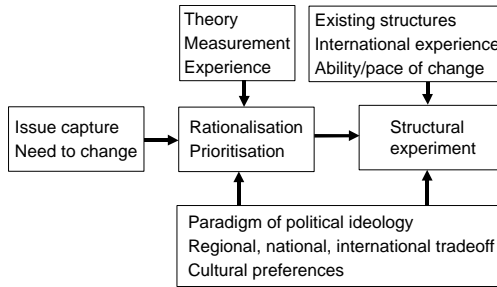 Theory
Measurement
Experience
Existing structures
International experience
Ability/pace of change
Issue capture
Need to change
Rationalisation
Prioritisation
Structural
experiment
Paradigm of political ideology
Regional, national, international tradeoff
Cultural preferences